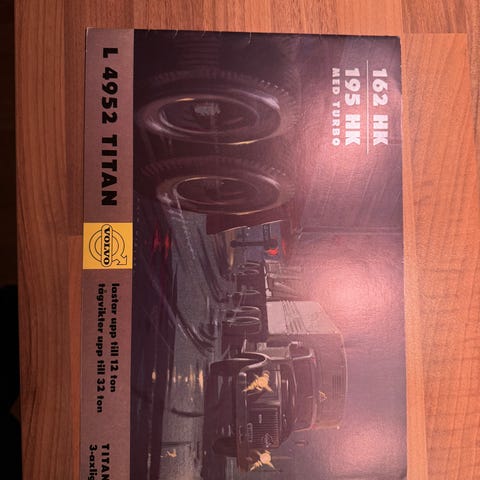 162 HK
195 HK
MED TURBO
L 4952 TITAN
VOLVO
lastar upp till 12 ton
tågvikter upp till 32 ton
TITAN
3-axlig